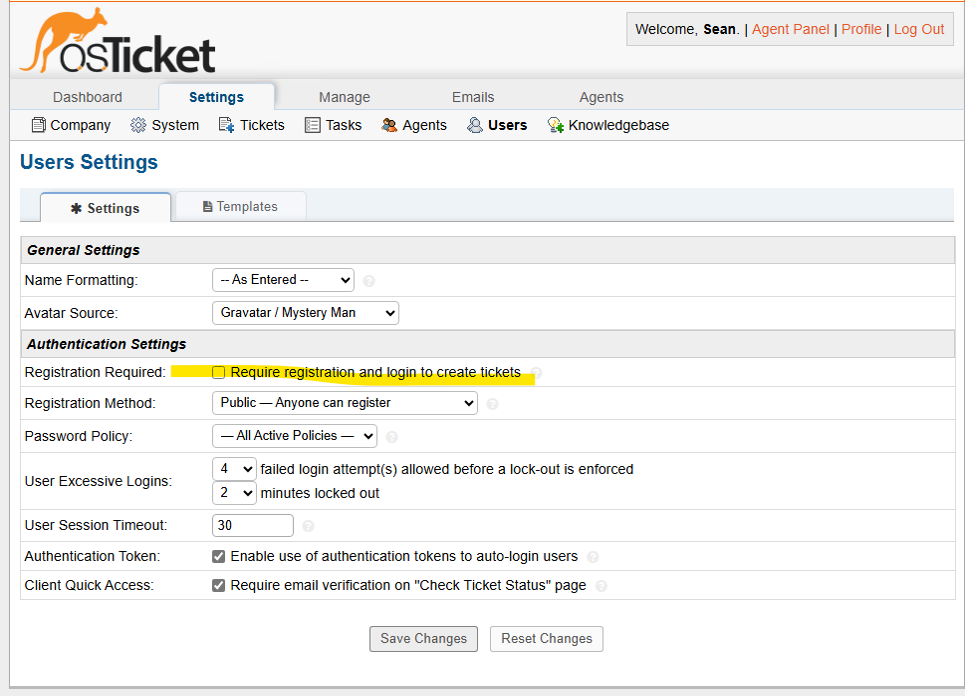 osTicket
Welcome, Sean. | Agent Panel | Profile | Log Out
Dashboard Settings Manage Emails Agents
Company System Tickets Tasks Agents Users Knowledgebase
Users Settings
Settings Templates
General Settings
Name Formatting: -- As Entered --
Avatar Source: Gravatar / Mystery Man
Authentication Settings
Registration Required: Require registration and login to create tickets
Registration Method: Public — Anyone can register
Password Policy: — All Active Policies —
User Excessive Logins: 4 failed login attempt(s) allowed before a lock-out is enforced
2 minutes locked out
User Session Timeout: 30
Authentication Token: Enable use of authentication tokens to auto-login users
Client Quick Access: Require email verification on "Check Ticket Status" page
Save Changes Reset Changes